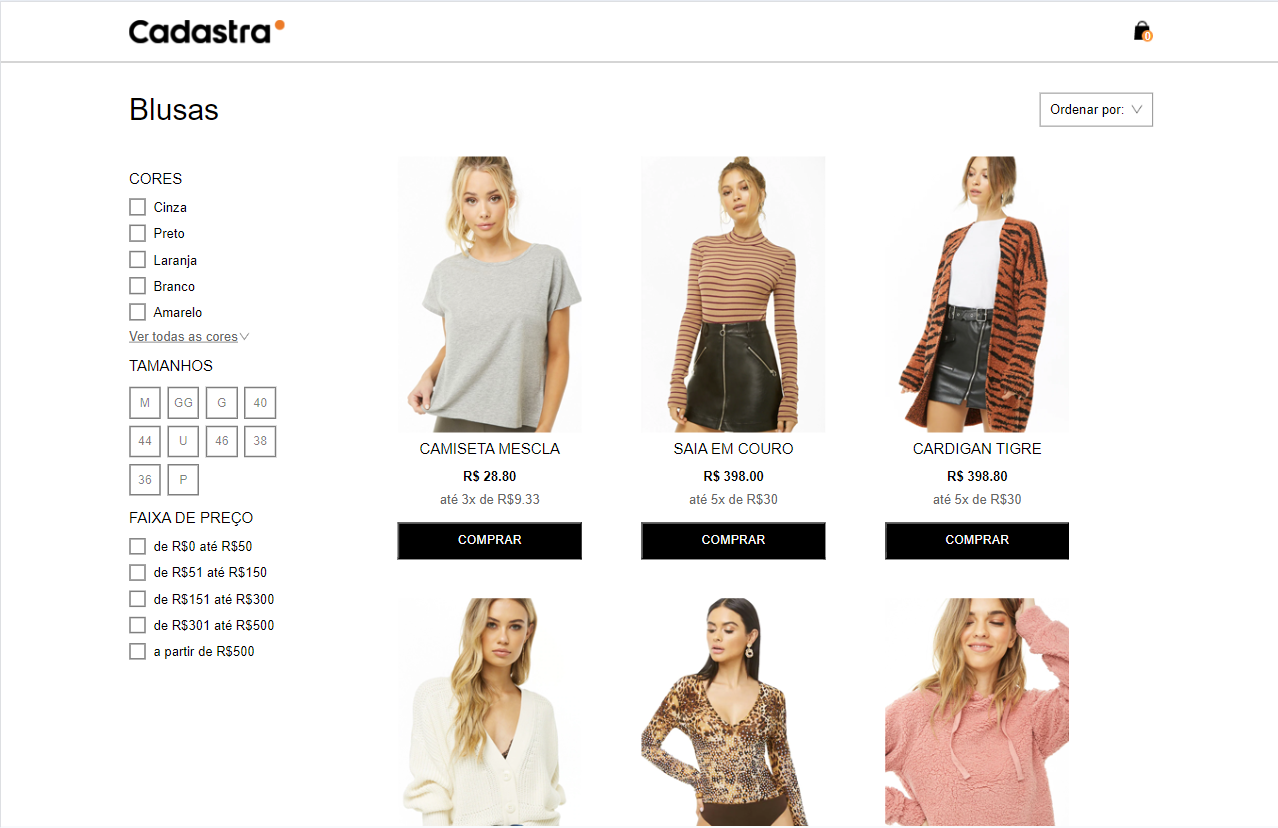 Cadastra
0
Blusas
Ordenar por:
CORES
Cinza
Preto
Laranja
Branco
Amarelo
Ver todas as cores
TAMANHOS
M GG G 40
44 U 46 38
36 P
FAIXA DE PREÇO
de R$0 até R$50
de R$51 até R$150
de R$151 até R$300
de R$301 até R$500
a partir de R$500
CAMISETA MESCLA
R$ 28.80
até 3x de R$9.33
COMPRAR
SAIA EM COURO
R$ 398.00
até 5x de R$30
COMPRAR
CARDIGAN TIGRE
R$ 398.80
até 5x de R$30
COMPRAR